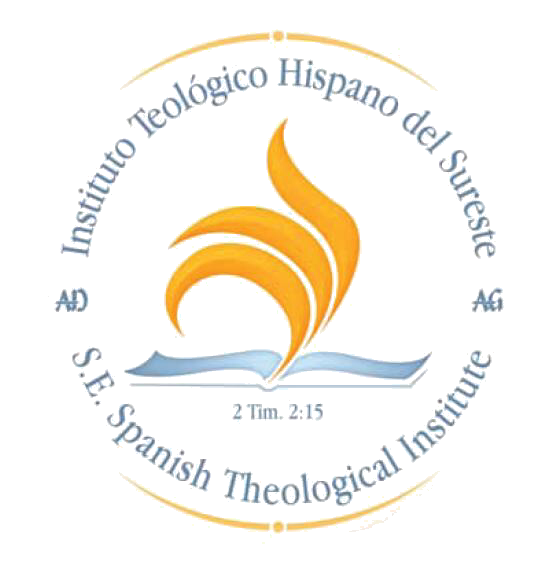 Instituto Teológico Hispano del Sureste
AD
AG
2 Tim. 2:15
S.E. Spanish Theological Institute